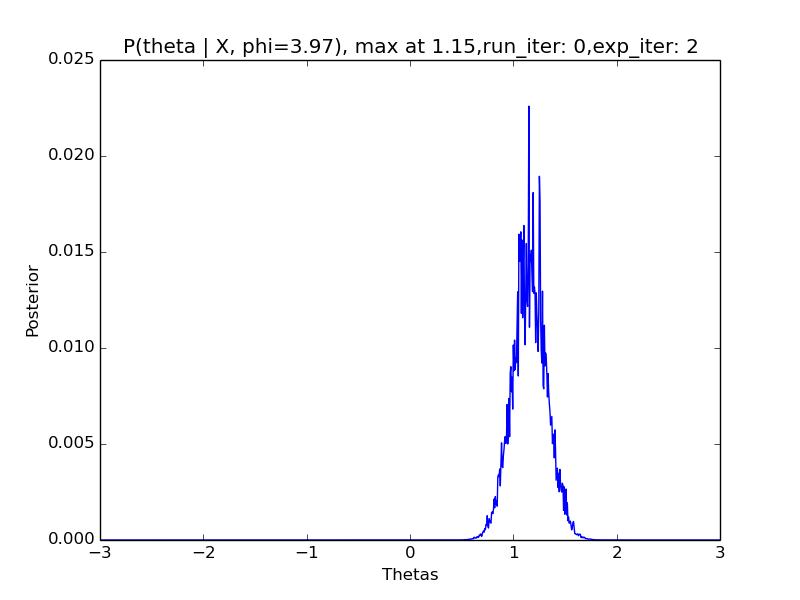 P(theta | X, phi=3.97), max at 1.15,run_iter: 0,exp_iter: 2
0.025
0.020
0.015
0.010
0.005
0.000
Posterior
−3 −2 −1 0 1 2 3
Thetas